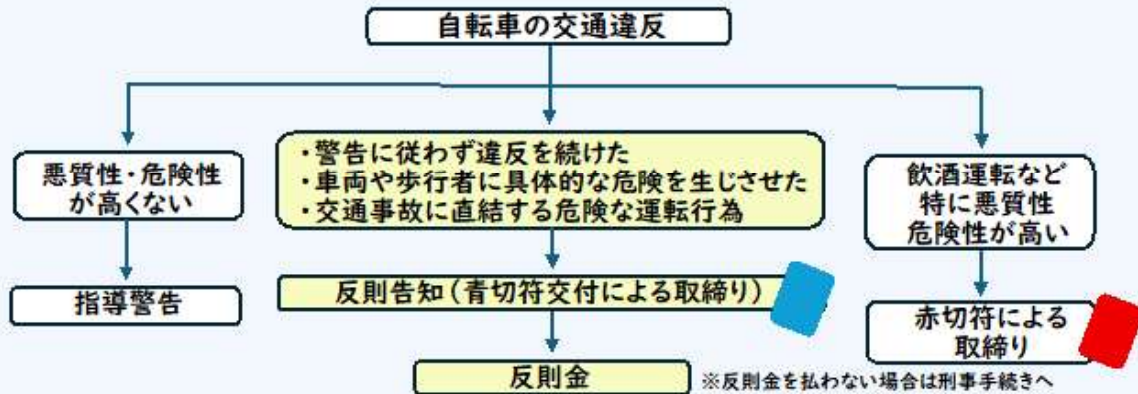 自転車の交通違反
悪質性・危険性
が高くない
指導警告
・警告に従わず違反を続けた
・車両や歩行者に具体的な危険を生じさせた
・交通事故に直結する危険な運転行為
反則告知(青切符交付による取締り)
反則金
※反則金を払わない場合は刑事手続きへ
飲酒運転など
特に悪質性
危険性が高い
赤切符による
取締り